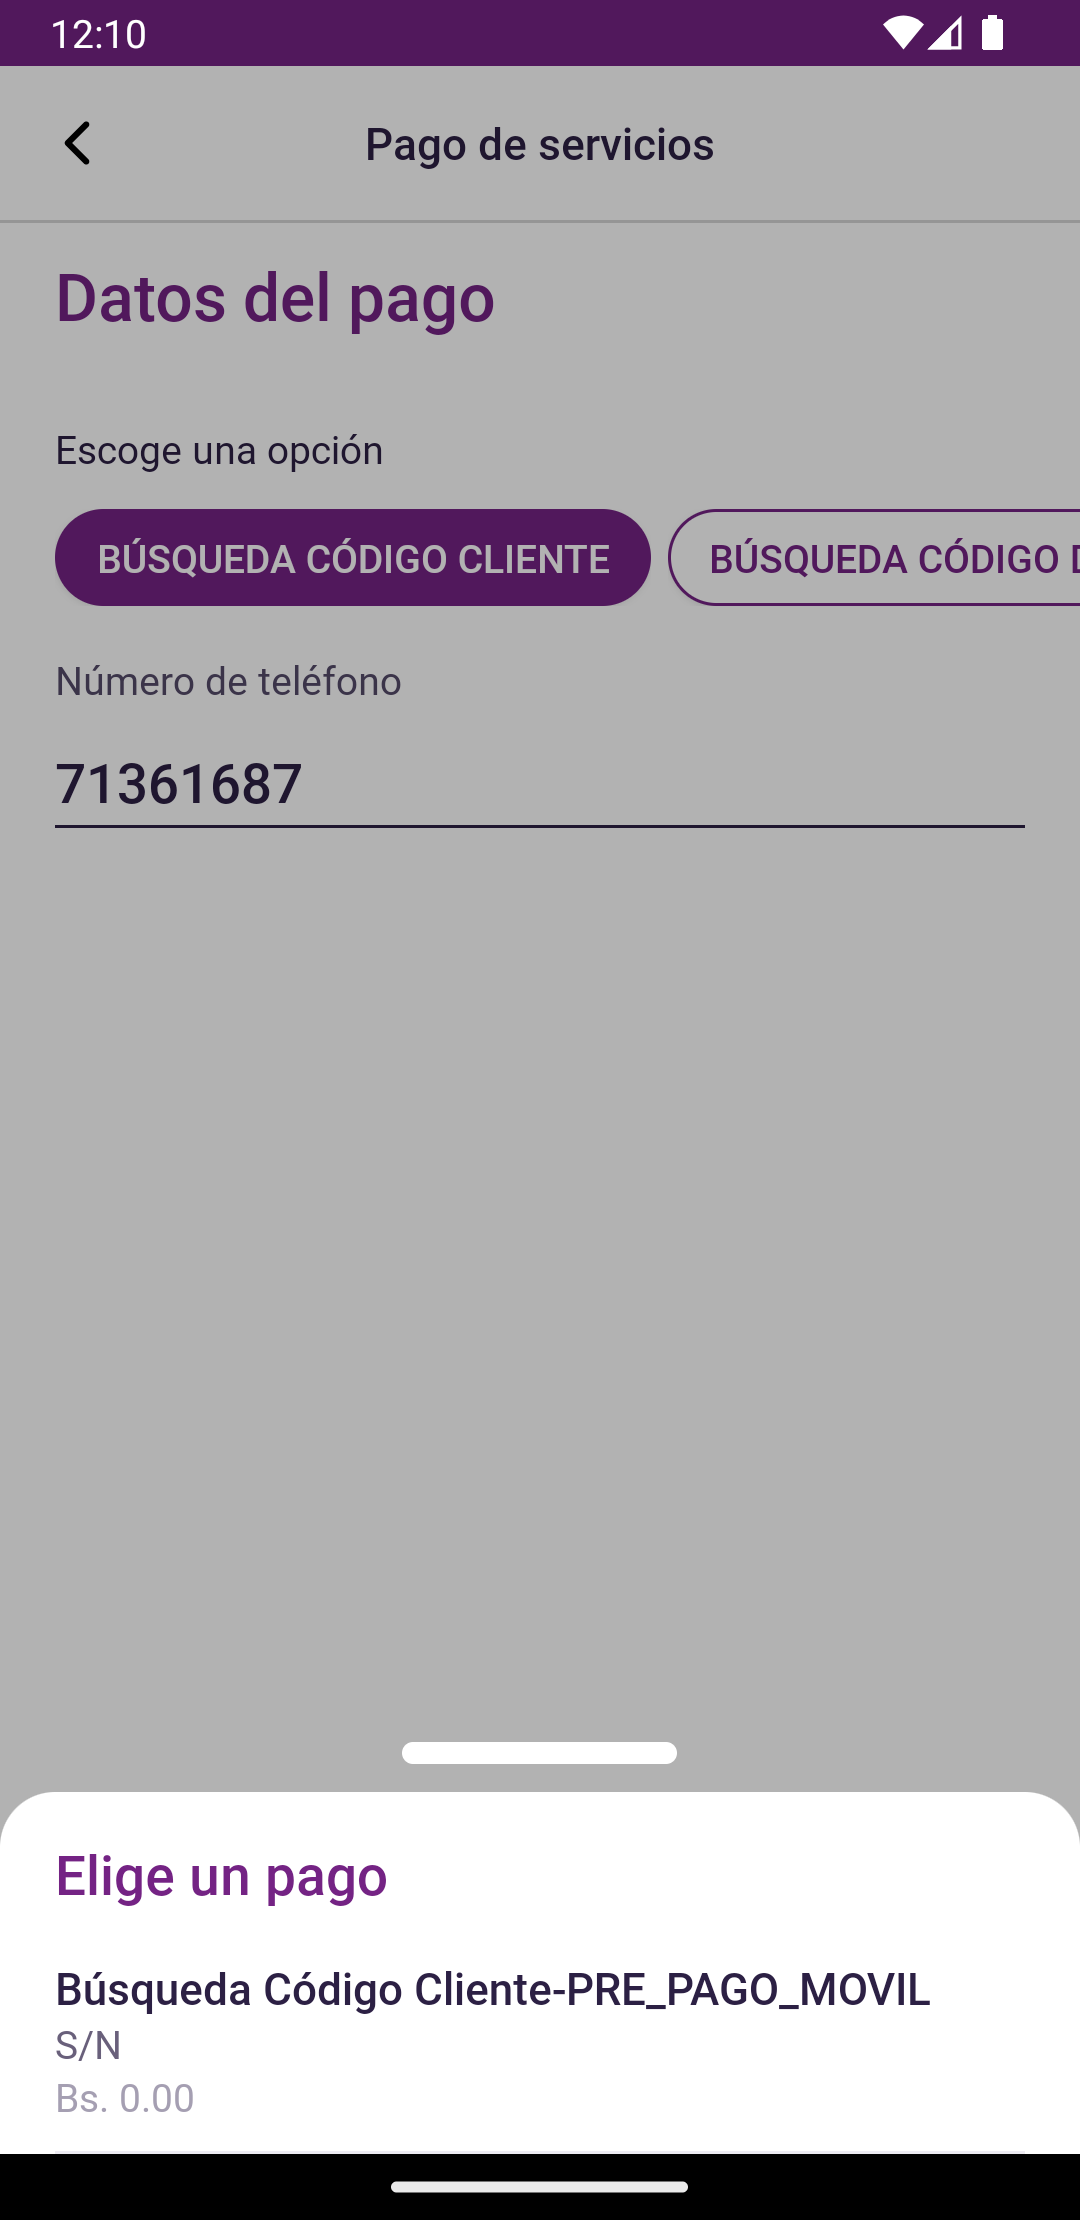 12:10
Pago de servicios
Datos del pago
Escoge una opción
BÚSQUEDA CÓDIGO CLIENTE
BÚSQUEDA CÓDIGO
Número de teléfono
71361687
Elige un pago
Búsqueda Código Cliente-PRE_PAGO_MOVIL
S/N
Bs. 0.00